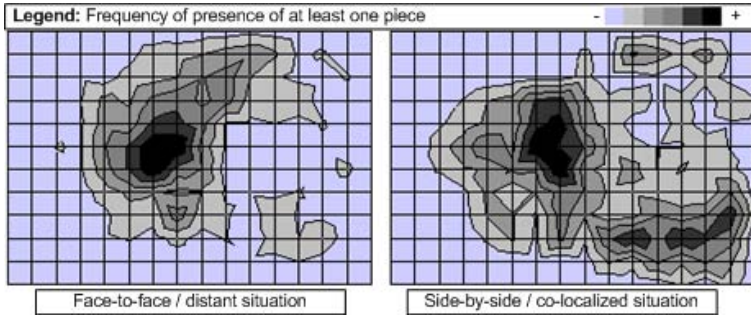 Legend: Frequency of presence of at least one piece - +
Face-to-face / distant situation
Side-by-side / co-localized situation